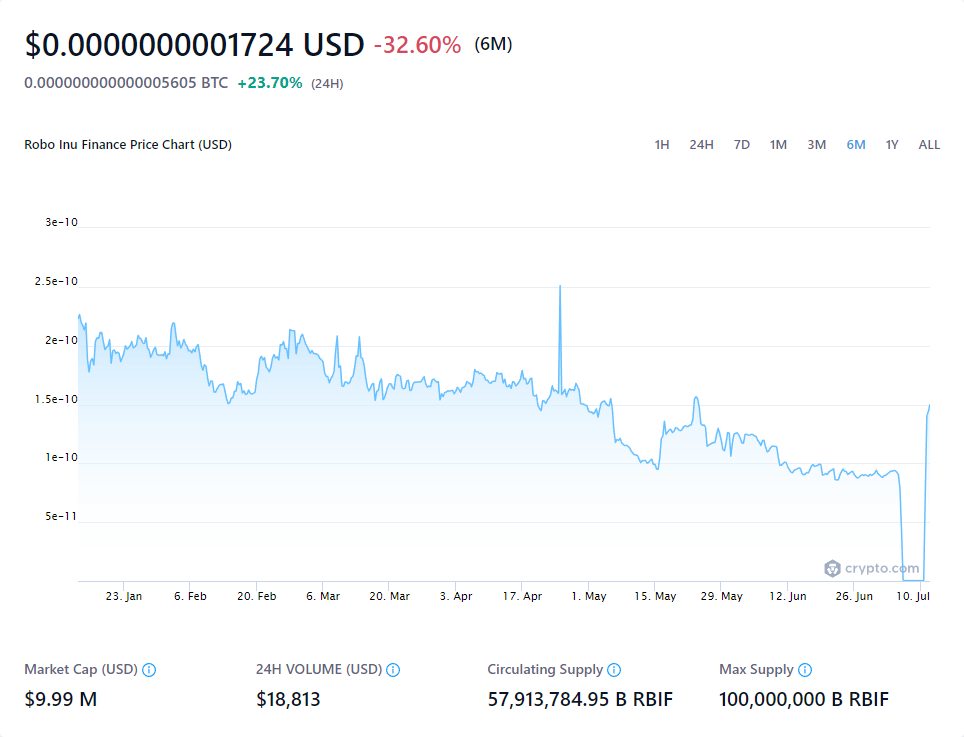 $0.0000000001724 USD -32.60% (6M)
0.000000000000005605 BTC +23.70% (24H)
Robo Inu Finance Price Chart (USD) 1H 24H 7D 1M 3M 6M 1Y ALL
3e-10
2.5e-10
2e-10
1.5e-10
1e-10
5e-11
crypto.com
23. Jan 6. Feb 20. Feb 6. Mar 20. Mar 3. Apr 17. Apr 1. May 15. May 29. May 12. Jun 26. Jun 10. Jul
Market Cap (USD) 24H VOLUME (USD) Circulating Supply Max Supply
$9.99 M $18,813 57,913,784.95 B RBIF 100,000,000 B RBIF